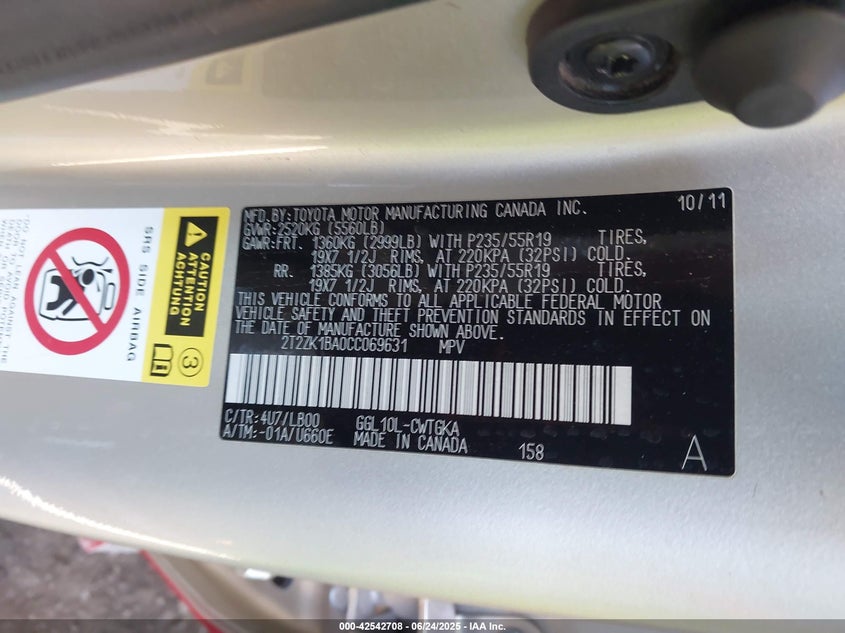 MFD.BY:TOYOTA MOTOR MANUFACTURING CANADA INC. 10/11
GVWR:2520KG (5560LB)
GAWR:FRT. 1360KG (2999LB) WITH P235/55R19 TIRES,
19X7 1/2J RIMS, AT 220KPA (32PSI) COLD.
RR. 1385KG (3056LB) WITH P235/55R19 TIRES,
19X7 1/2J RIMS, AT 220KPA (32PSI) COLD.
THIS VEHICLE CONFORMS TO ALL APPLICABLE FEDERAL MOTOR
VEHICLE SAFETY AND THEFT PREVENTION STANDARDS IN EFFECT ON
THE DATE OF MANUFACTURE SHOWN ABOVE.
2T2ZK1BA0CC069631 MPV
C/TR:4U7/LB00 GGL10L-CWTGKA
A/TM:-01A/U660E MADE IN CANADA
158 A
CAUTION
ATTENTION
ACHTUNG
3
SRS SIDE AIRBAG
000-42542708 - 06/24/2025 - IAA Inc.